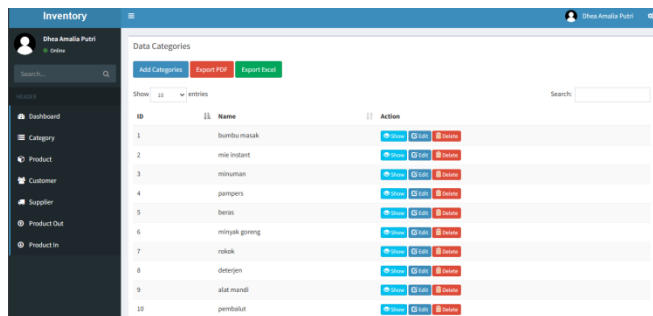 Inventory
Dhea Amalia Putri
Dhea Amalia Putri
Online
Search...
HEADER
Dashboard
Category
Product
Customer
Supplier
Product Out
Product In
Data Categories
Add Categories Export PDF Export Excel
Show 10 entries Search:
ID Name Action
1 bumbu masak Show Edit Delete
2 mie instant Show Edit Delete
3 minuman Show Edit Delete
4 pampers Show Edit Delete
5 beras Show Edit Delete
6 minyak goreng Show Edit Delete
7 rokok Show Edit Delete
8 deterjen Show Edit Delete
9 alat mandi Show Edit Delete
10 pembalut Show Edit Delete